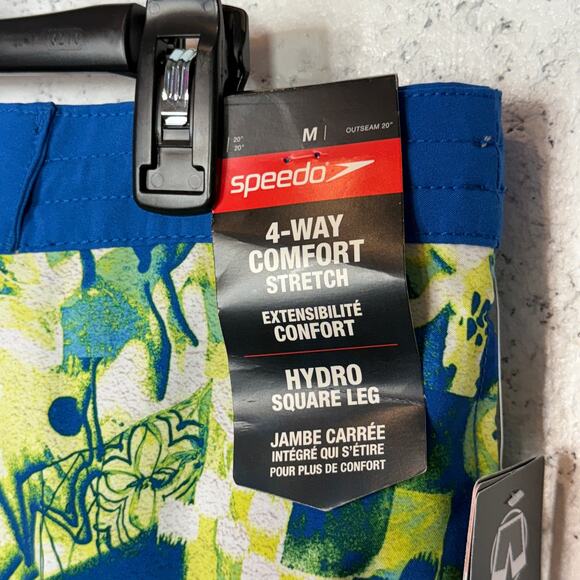 20"
20"
M
OUTSEAM 20"
speedo
4-WAY
COMFORT
STRETCH
EXTENSIBILITÉ
CONFORT
HYDRO
SQUARE LEG
JAMBE CARRÉE
INTÉGRÉ QUI S'ÉTIRE
POUR PLUS DE CONFORT